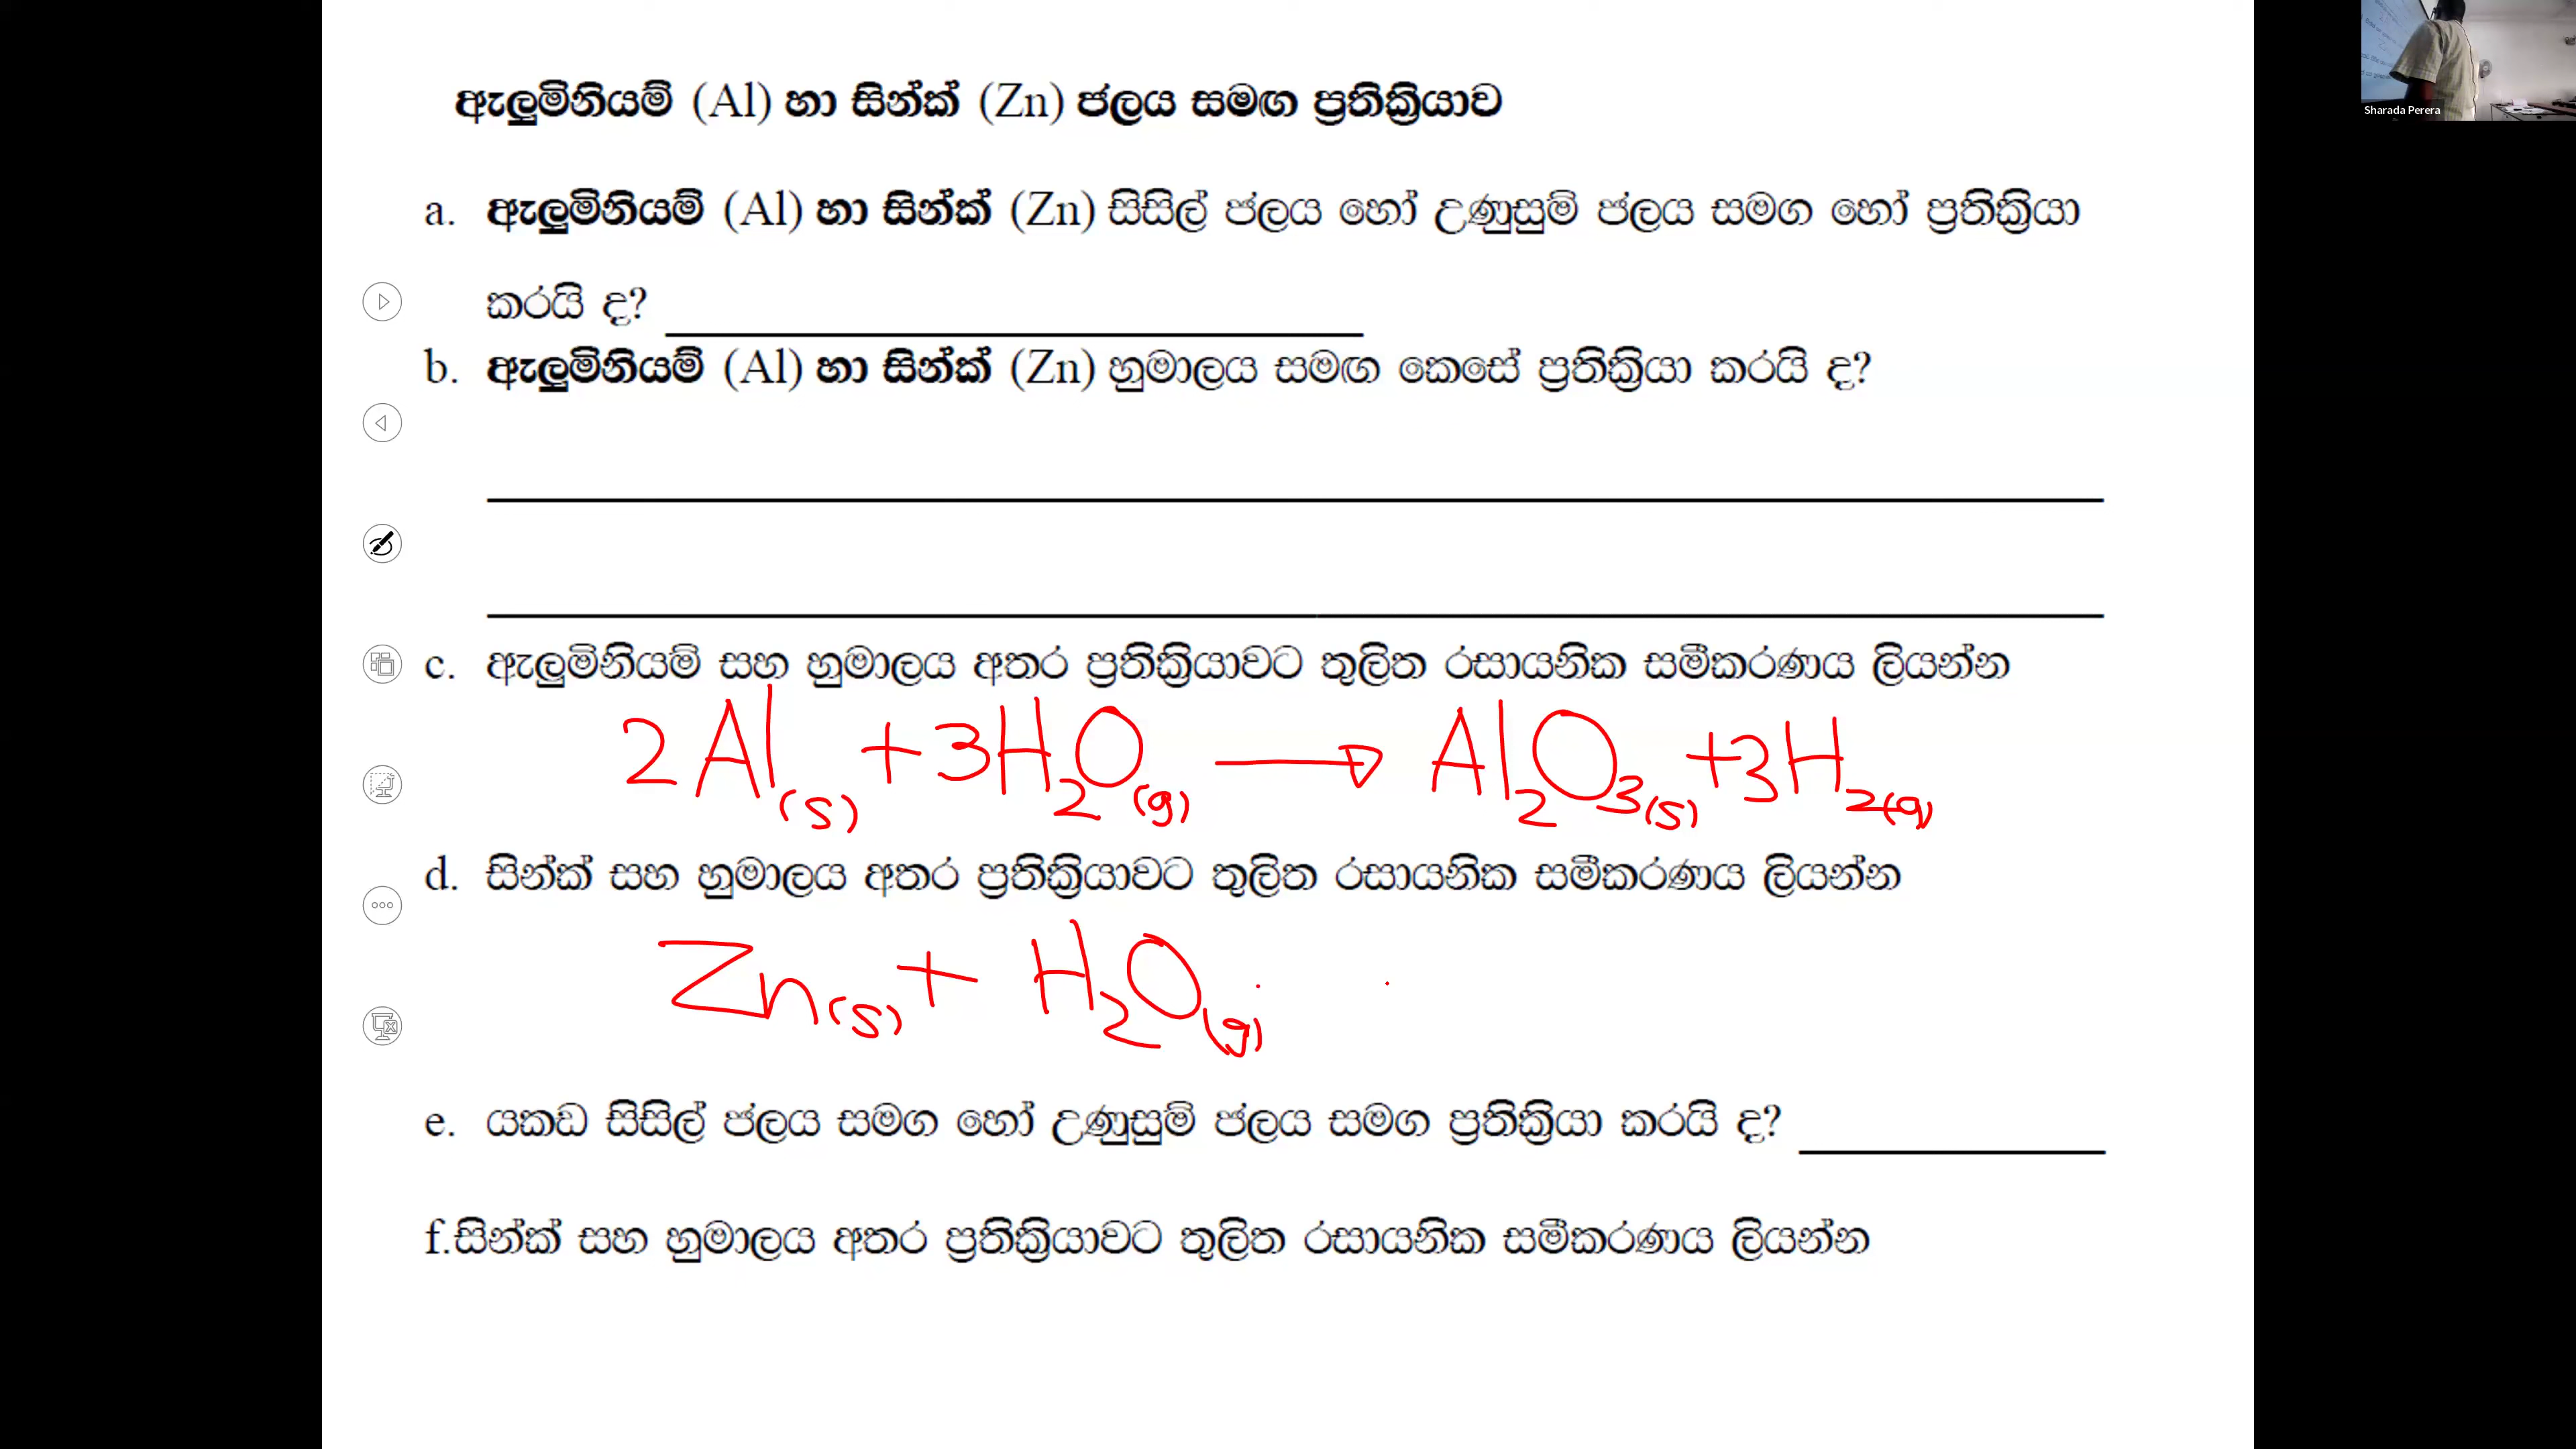 Sharada Perera
ඇලුමිනියම් (Al) හා සින්ක් (Zn) ජලය සමඟ ප්‍රතික්‍රියාව
a. ඇලුමිනියම් (Al) හා සින්ක් (Zn) සිසිල් ජලය හෝ උණුසුම් ජලය සමග හෝ ප්‍රතික්‍රියා
කරයි ද?
b. ඇලුමිනියම් (Al) හා සින්ක් (Zn) හුමාලය සමඟ කෙසේ ප්‍රතික්‍රියා කරයි ද?
c. ඇලුමිනියම් සහ හුමාලය අතර ප්‍රතික්‍රියාවට තුලිත රසායනික සමීකරණය ලියන්න
2Al(s) + 3H₂O(g) → Al₂O₃(s) + 3H₂(g)
d. සින්ක් සහ හුමාලය අතර ප්‍රතික්‍රියාවට තුලිත රසායනික සමීකරණය ලියන්න
Zn(s) + H₂O(g)
e. යකඩ සිසිල් ජලය සමග හෝ උණුසුම් ජලය සමග ප්‍රතික්‍රියා කරයි ද?
f.සින්ක් සහ හුමාලය අතර ප්‍රතික්‍රියාවට තුලිත රසායනික සමීකරණය ලියන්න